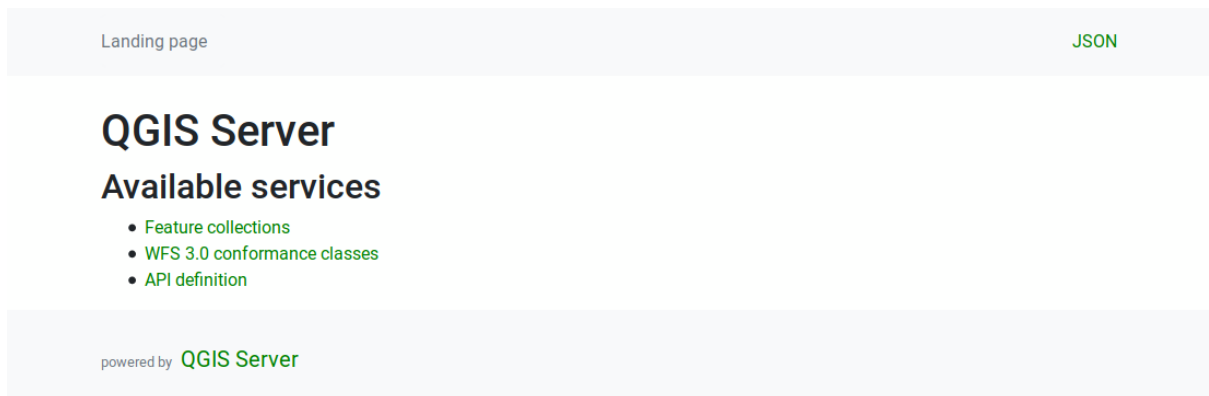 Landing page JSON
QGIS Server
Available services
Feature collections
WFS 3.0 conformance classes
API definition
powered by QGIS Server